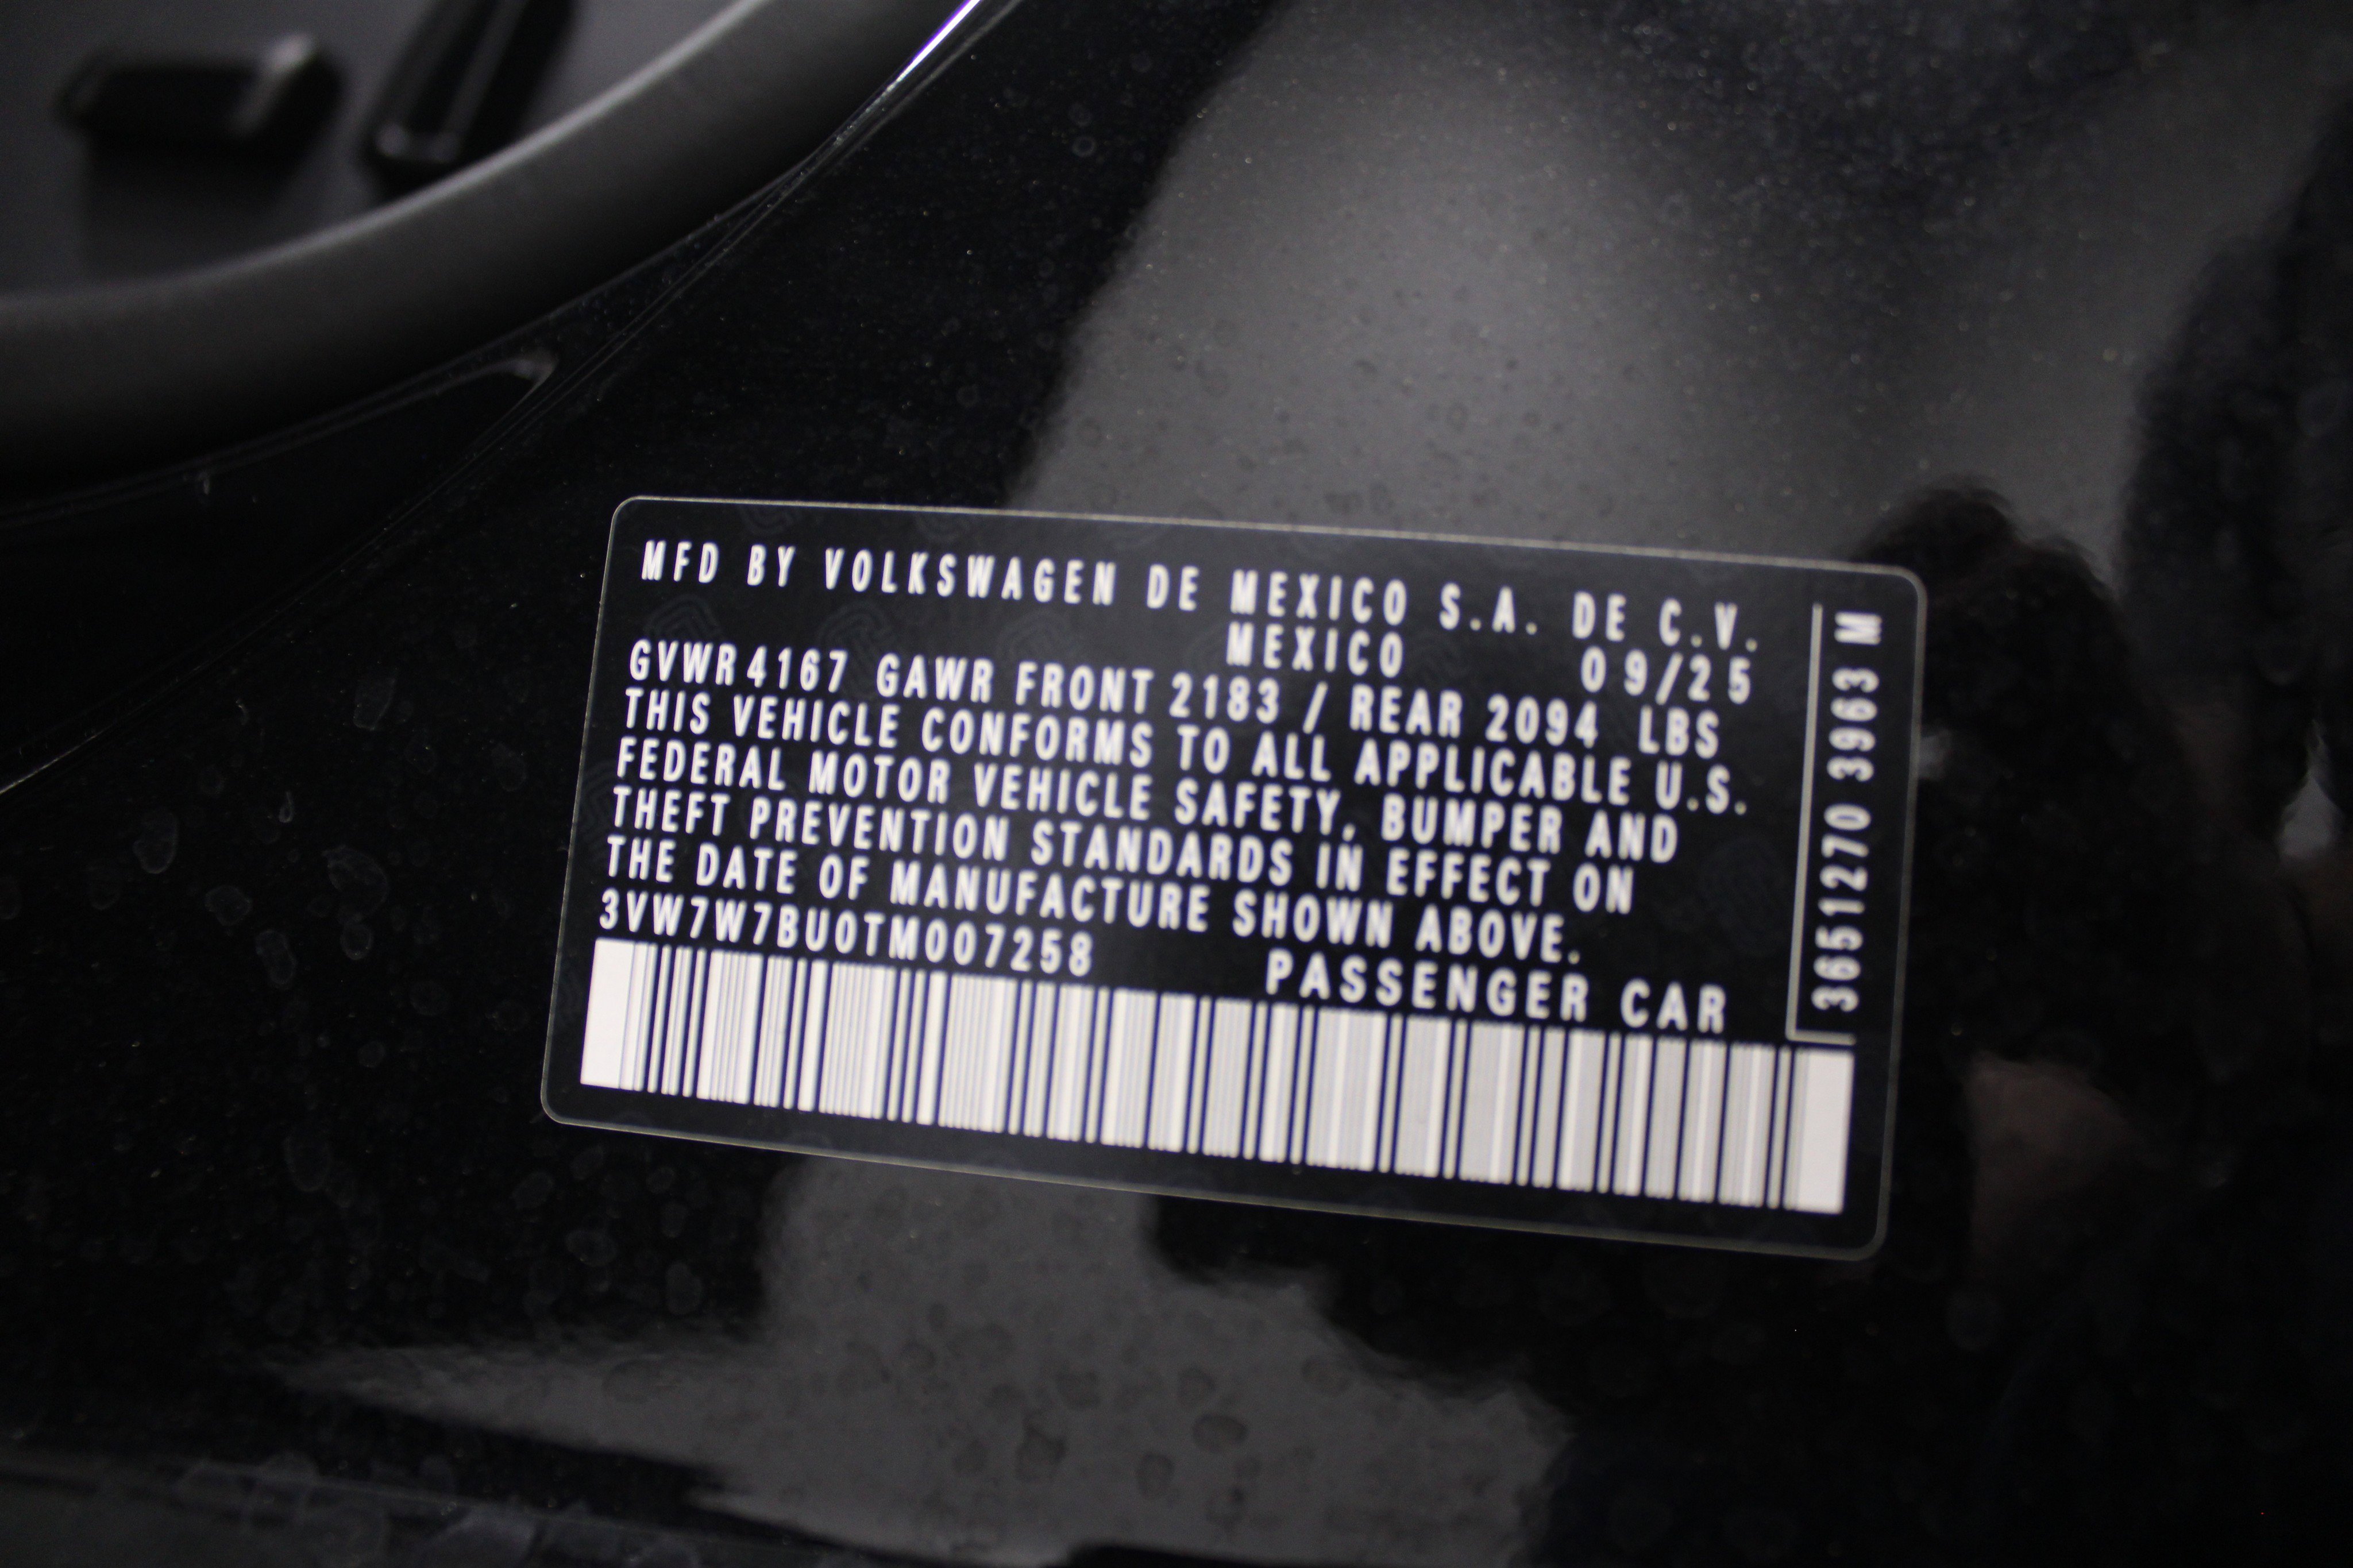 MFD BY VOLKSWAGEN DE MEXICO S.A. DE C.V.
MEXICO 09/25
GVWR 4167 GAWR FRONT 2183 / REAR 2094 LBS
THIS VEHICLE CONFORMS TO ALL APPLICABLE U.S.
FEDERAL MOTOR VEHICLE SAFETY, BUMPER AND
THEFT PREVENTION STANDARDS IN EFFECT ON
THE DATE OF MANUFACTURE SHOWN ABOVE.
3VW7W7BU0TM007258 PASSENGER CAR
3651270 3963 M